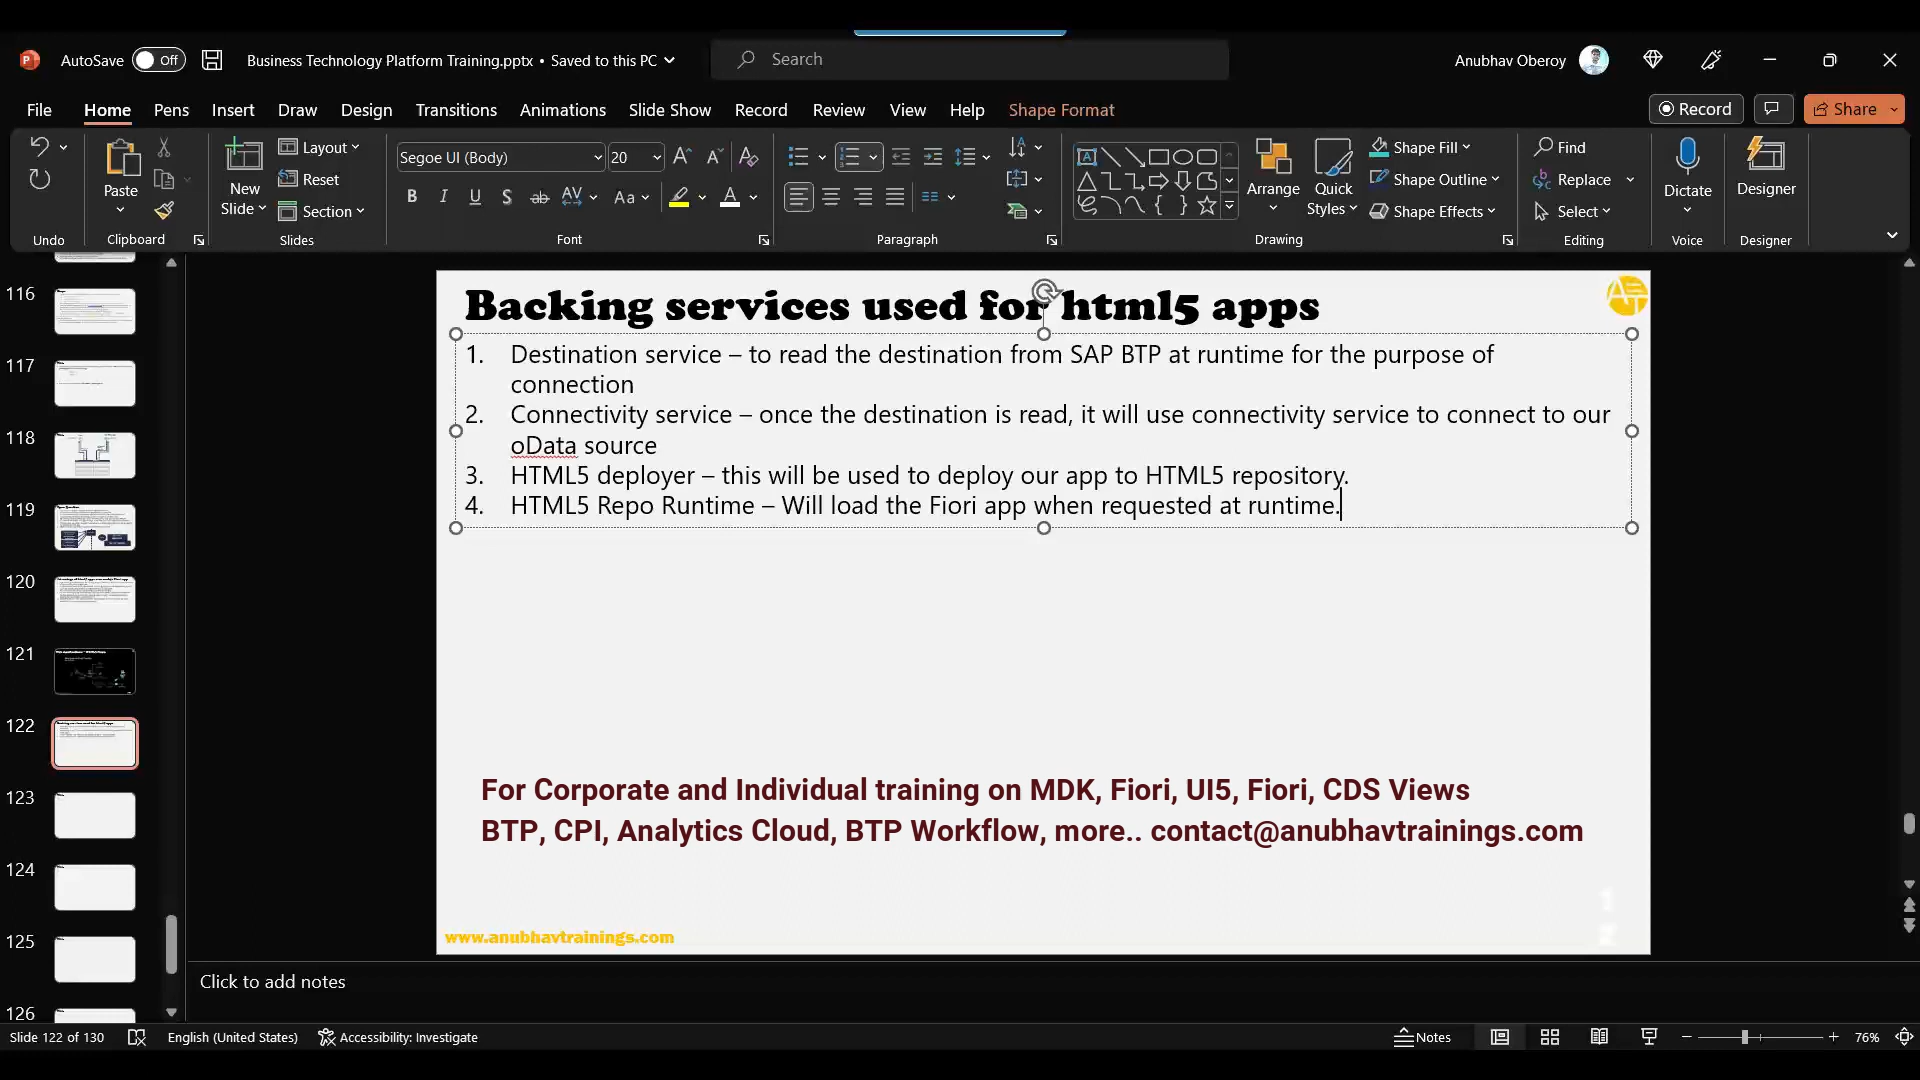 AutoSave Off Business Technology Platform Training.pptx • Saved to this PC Search Anubhav Oberoy
File Home Pens Insert Draw Design Transitions Animations Slide Show Record Review View Help Shape Format Record Share
Paste New Slide Layout Reset Section
Segoe UI (Body) 20
B I U S ab AV Aa A
Arrange Quick Styles Shape Fill Shape Outline Shape Effects
Find Replace Select Dictate Designer
Undo Clipboard Slides Font Paragraph Drawing Editing Voice Designer
116
117
118
119
120
121
122
123
124
125
126
Backing services used for html5 apps
1. Destination service – to read the destination from SAP BTP at runtime for the purpose of
connection
2. Connectivity service – once the destination is read, it will use connectivity service to connect to our
oData source
3. HTML5 deployer – this will be used to deploy our app to HTML5 repository.
4. HTML5 Repo Runtime – Will load the Fiori app when requested at runtime.
For Corporate and Individual training on MDK, Fiori, UI5, Fiori, CDS Views
BTP, CPI, Analytics Cloud, BTP Workflow, more.. contact@anubhavtrainings.com
www.anubhavtrainings.com
Click to add notes
Slide 122 of 130 English (United States) Accessibility: Investigate Notes 76%